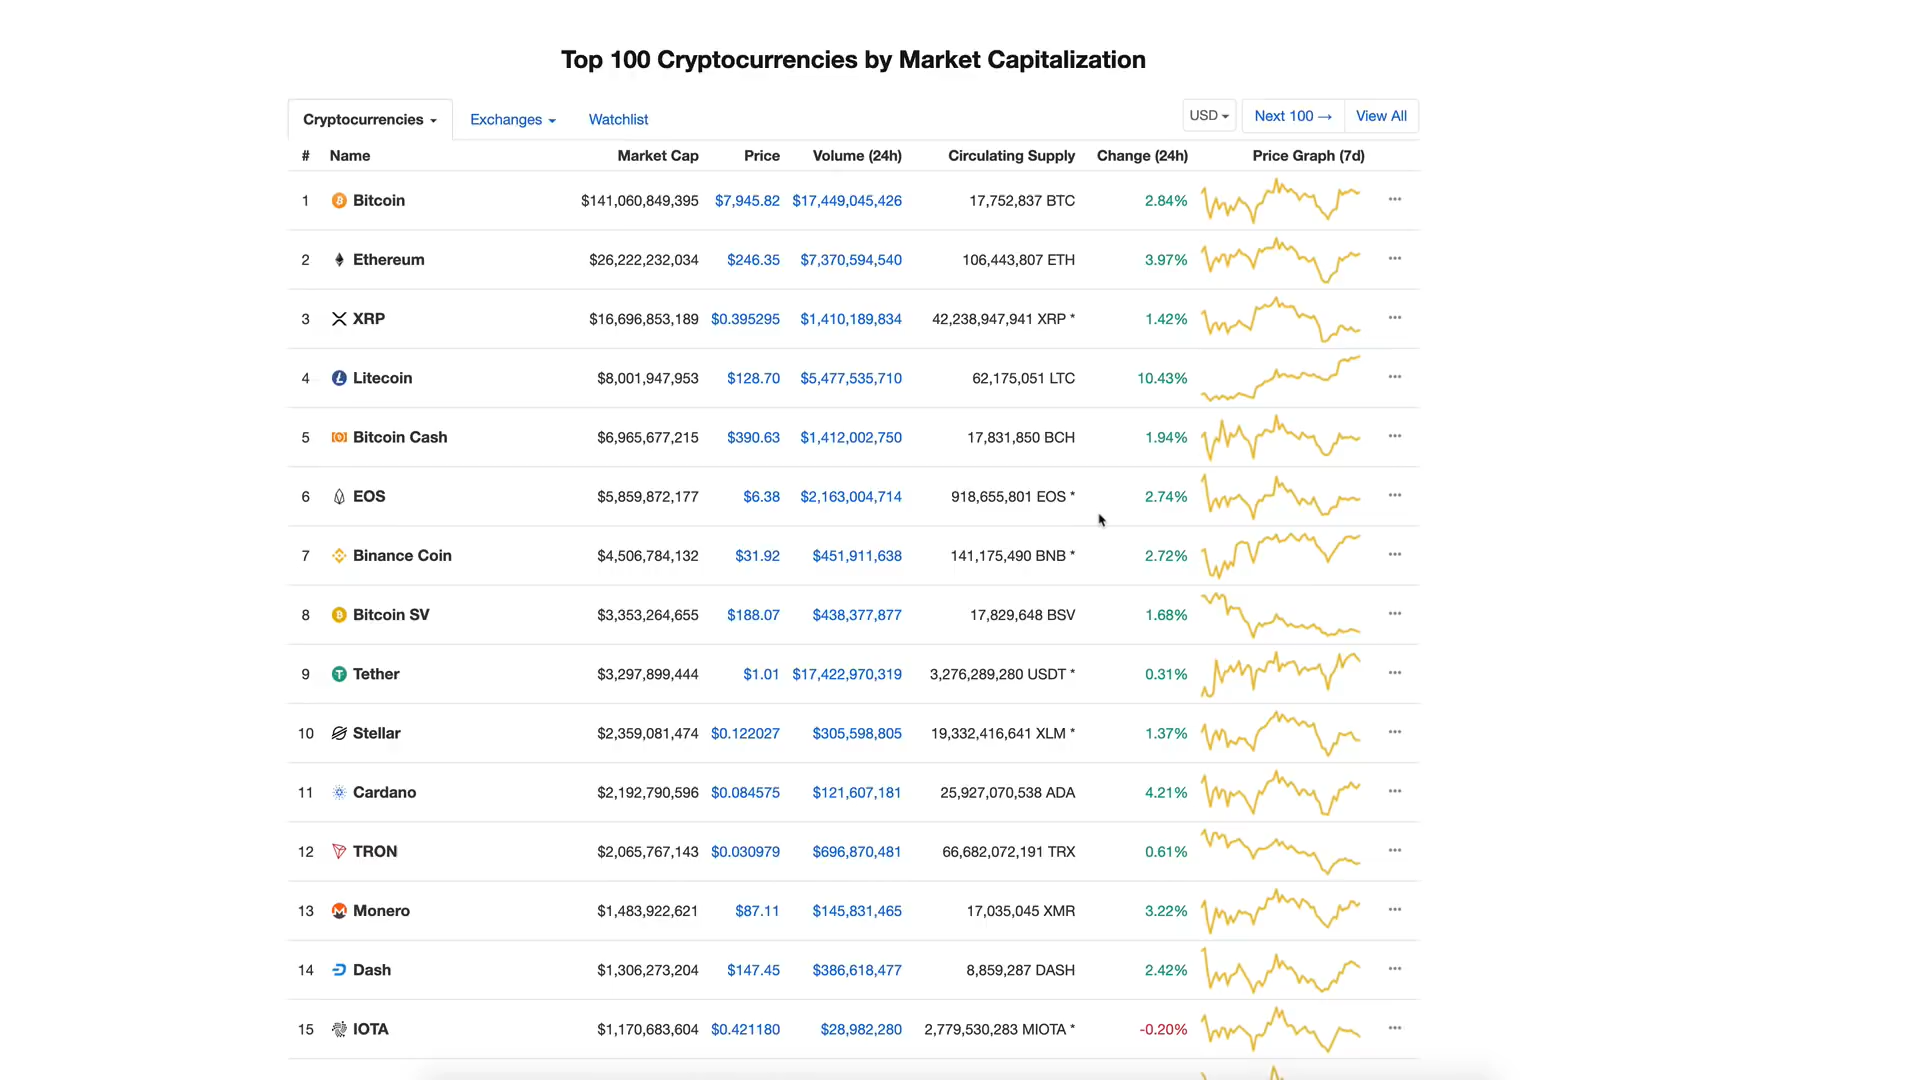 Top 100 Cryptocurrencies by Market Capitalization
Cryptocurrencies Exchanges Watchlist USD Next 100 → View All
# Name Market Cap Price Volume (24h) Circulating Supply Change (24h) Price Graph (7d)
1 Bitcoin $141,060,849,395 $7,945.82 $17,449,045,426 17,752,837 BTC 2.84%
2 Ethereum $26,222,232,034 $246.35 $7,370,594,540 106,443,807 ETH 3.97%
3 XRP $16,696,853,189 $0.395295 $1,410,189,834 42,238,947,941 XRP * 1.42%
4 Litecoin $8,001,947,953 $128.70 $5,477,535,710 62,175,051 LTC 10.43%
5 Bitcoin Cash $6,965,677,215 $390.63 $1,412,002,750 17,831,850 BCH 1.94%
6 EOS $5,859,872,177 $6.38 $2,163,004,714 918,655,801 EOS * 2.74%
7 Binance Coin $4,506,784,132 $31.92 $451,911,638 141,175,490 BNB * 2.72%
8 Bitcoin SV $3,353,264,655 $188.07 $438,377,877 17,829,648 BSV 1.68%
9 Tether $3,297,899,444 $1.01 $17,422,970,319 3,276,289,280 USDT * 0.31%
10 Stellar $2,359,081,474 $0.122027 $305,598,805 19,332,416,641 XLM * 1.37%
11 Cardano $2,192,790,596 $0.084575 $121,607,181 25,927,070,538 ADA 4.21%
12 TRON $2,065,767,143 $0.030979 $696,870,481 66,682,072,191 TRX 0.61%
13 Monero $1,483,922,621 $87.11 $145,831,465 17,035,045 XMR 3.22%
14 Dash $1,306,273,204 $147.45 $386,618,477 8,859,287 DASH 2.42%
15 IOTA $1,170,683,604 $0.421180 $28,982,280 2,779,530,283 MIOTA * -0.20%